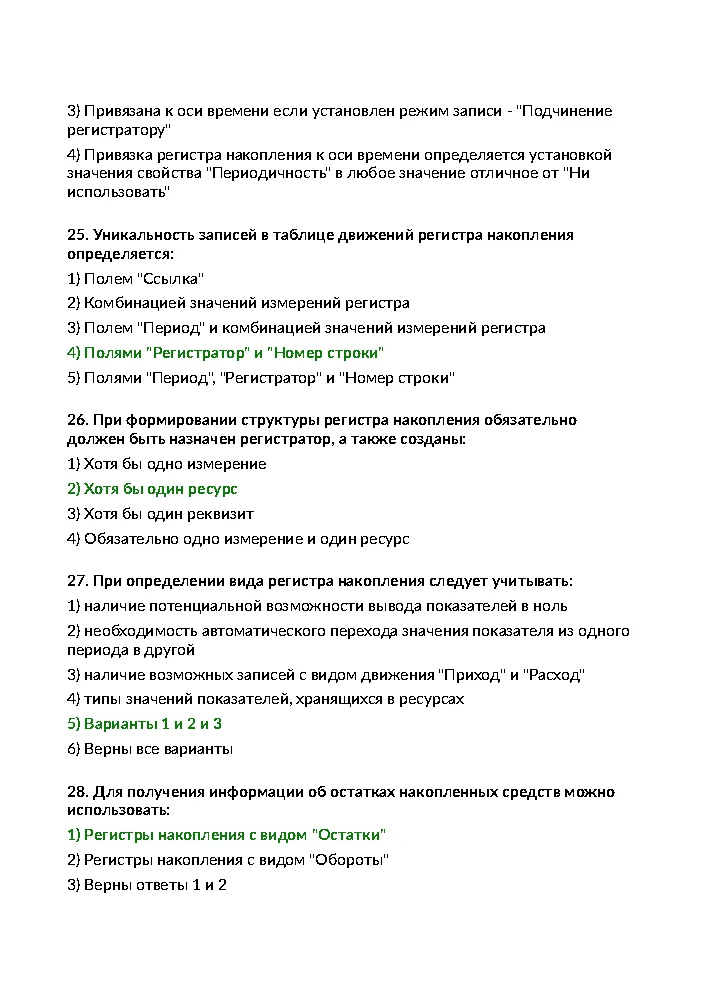 3) Привязана к оси времени если установлен режим записи - "Подчинение
регистратору"
4) Привязка регистра накопления к оси времени определяется установкой
значения свойства "Периодичность" в любое значение отличное от "Ни
использовать"
25. Уникальность записей в таблице движений регистра накопления
определяется:
1) Полем "Ссылка"
2) Комбинацией значений измерений регистра
3) Полем "Период" и комбинацией значений измерений регистра
4) Полями "Регистратор" и "Номер строки"
5) Полями "Период", "Регистратор" и "Номер строки"
26. При формировании структуры регистра накопления обязательно
должен быть назначен регистратор, а также созданы:
1) Хотя бы одно измерение
2) Хотя бы один ресурс
3) Хотя бы один реквизит
4) Обязательно одно измерение и один ресурс
27. При определении вида регистра накопления следует учитывать:
1) наличие потенциальной возможности вывода показателей в ноль
2) необходимость автоматического перехода значения показателя из одного
периода в другой
3) наличие возможных записей с видом движения "Приход" и "Расход"
4) типы значений показателей, хранящихся в ресурсах
5) Варианты 1 и 2 и 3
6) Верны все варианты
28. Для получения информации об остатках накопленных средств можно
использовать:
1) Регистры накопления с видом "Остатки"
2) Регистры накопления с видом "Обороты"
3) Верны ответы 1 и 2